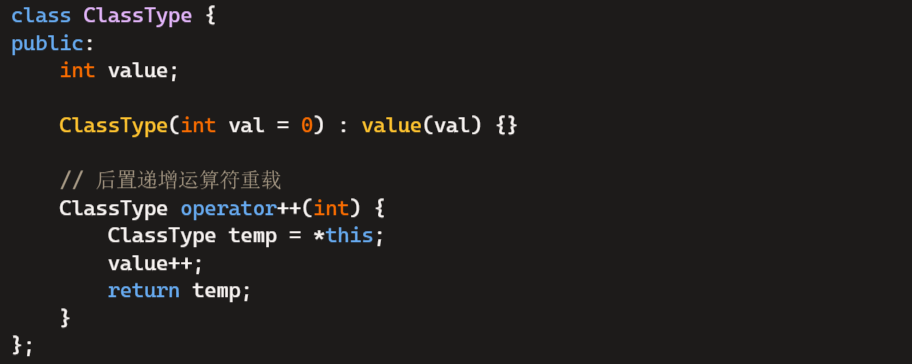 class ClassType {
public:
    int value;

    ClassType(int val = 0) : value(val) {}

    // 后置递增运算符重载
    ClassType operator++(int) {
        ClassType temp = *this;
        value++;
        return temp;
    }
};